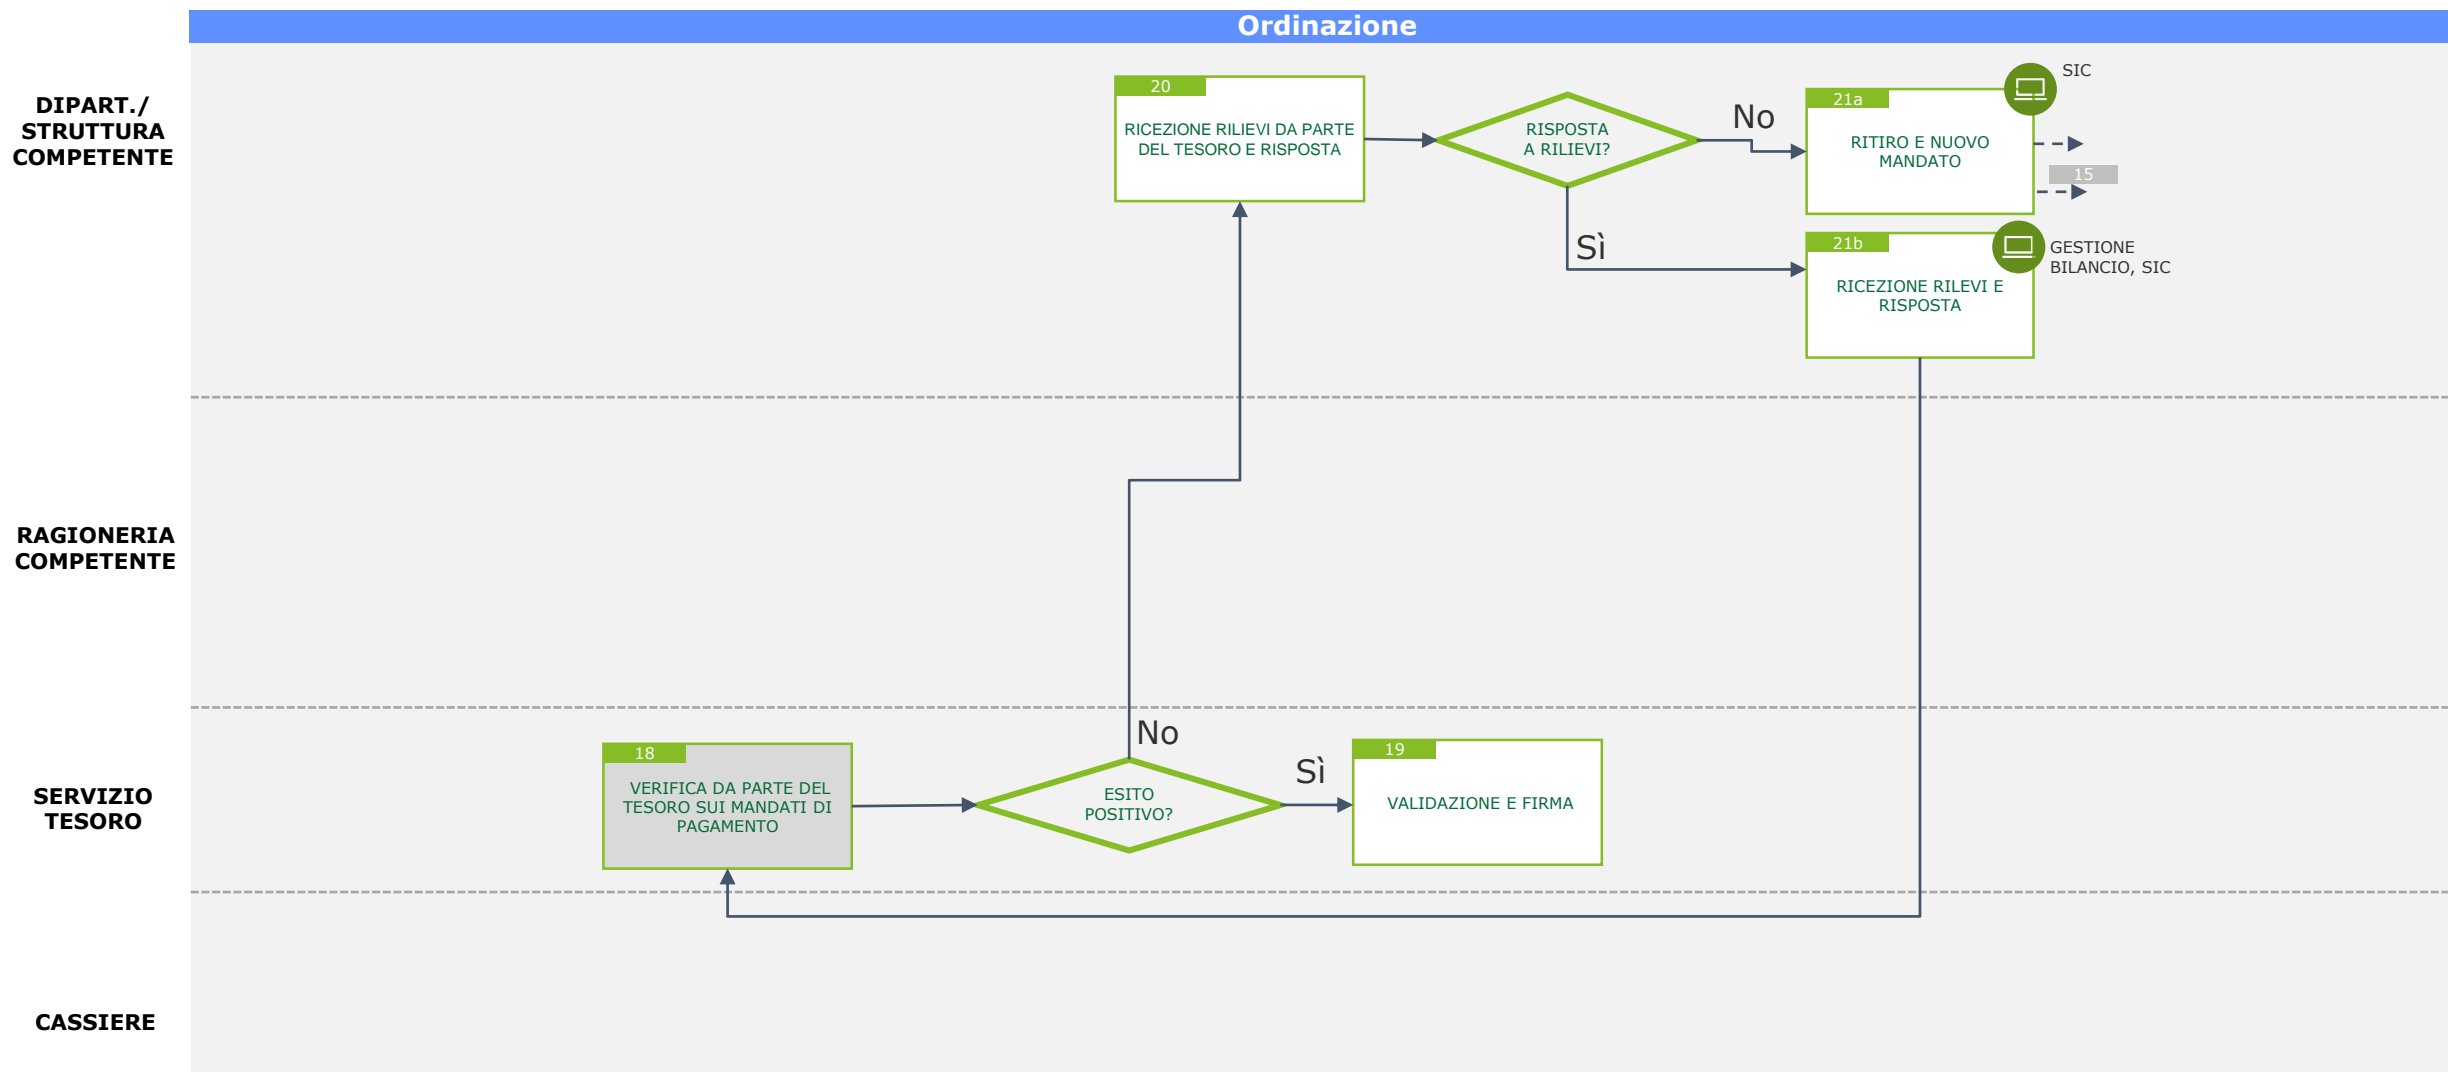 Ordinazione
DIPART./
STRUTTURA
COMPETENTE
20
RICEZIONE RILIEVI DA PARTE
DEL TESORO E RISPOSTA
RISPOSTA
A RILIEVI?
No
Sì
21a
RITIRO E NUOVO
MANDATO
SIC
15
21b
RICEZIONE RILEVI E
RISPOSTA
GESTIONE
BILANCIO, SIC
RAGIONERIA
COMPETENTE
SERVIZIO
TESORO
18
VERIFICA DA PARTE DEL
TESORO SUI MANDATI DI
PAGAMENTO
ESITO
POSITIVO?
No
Sì
19
VALIDAZIONE E FIRMA
CASSIERE